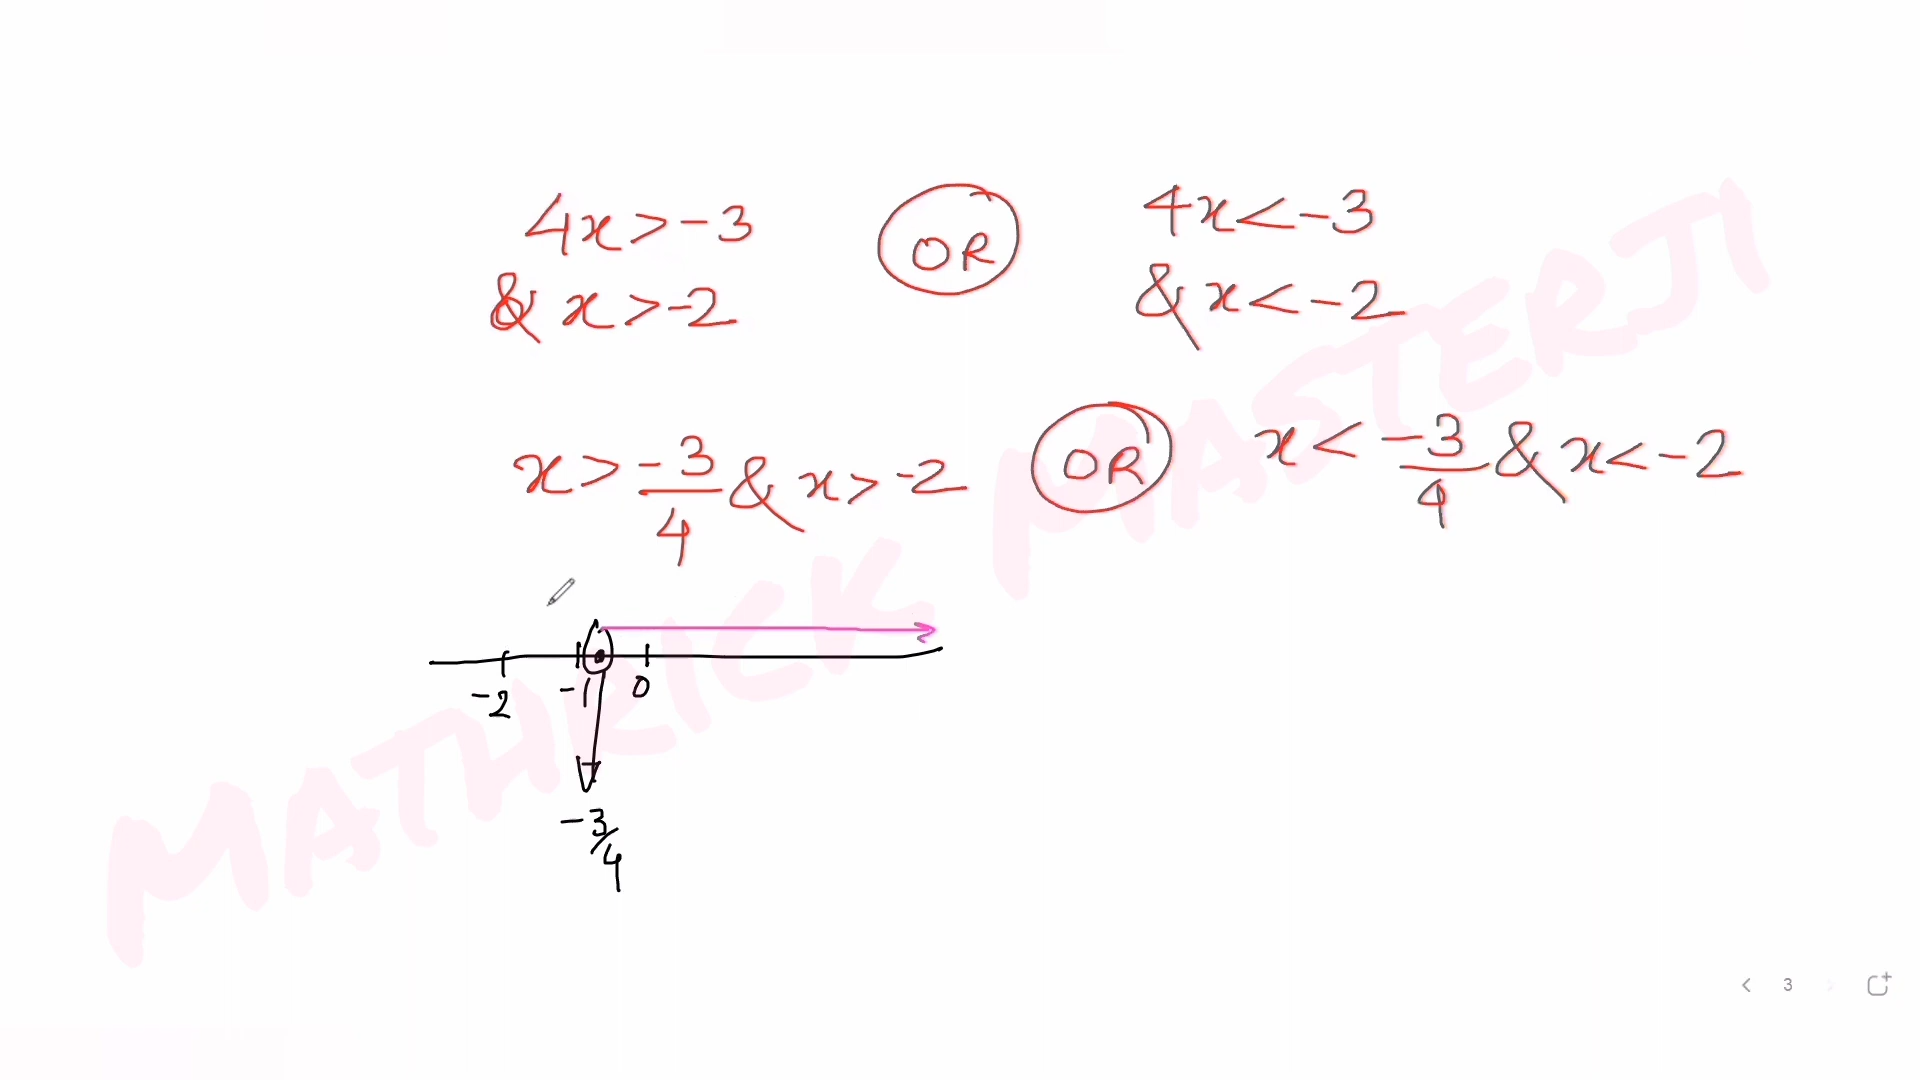 4x > -3 OR 4x < -3
& x > -2 & x < -2
x > -3/4 & x > -2 OR x < -3/4 & x < -2
-2 -1 0
-3/4
MATHRICK MASTERJI
3